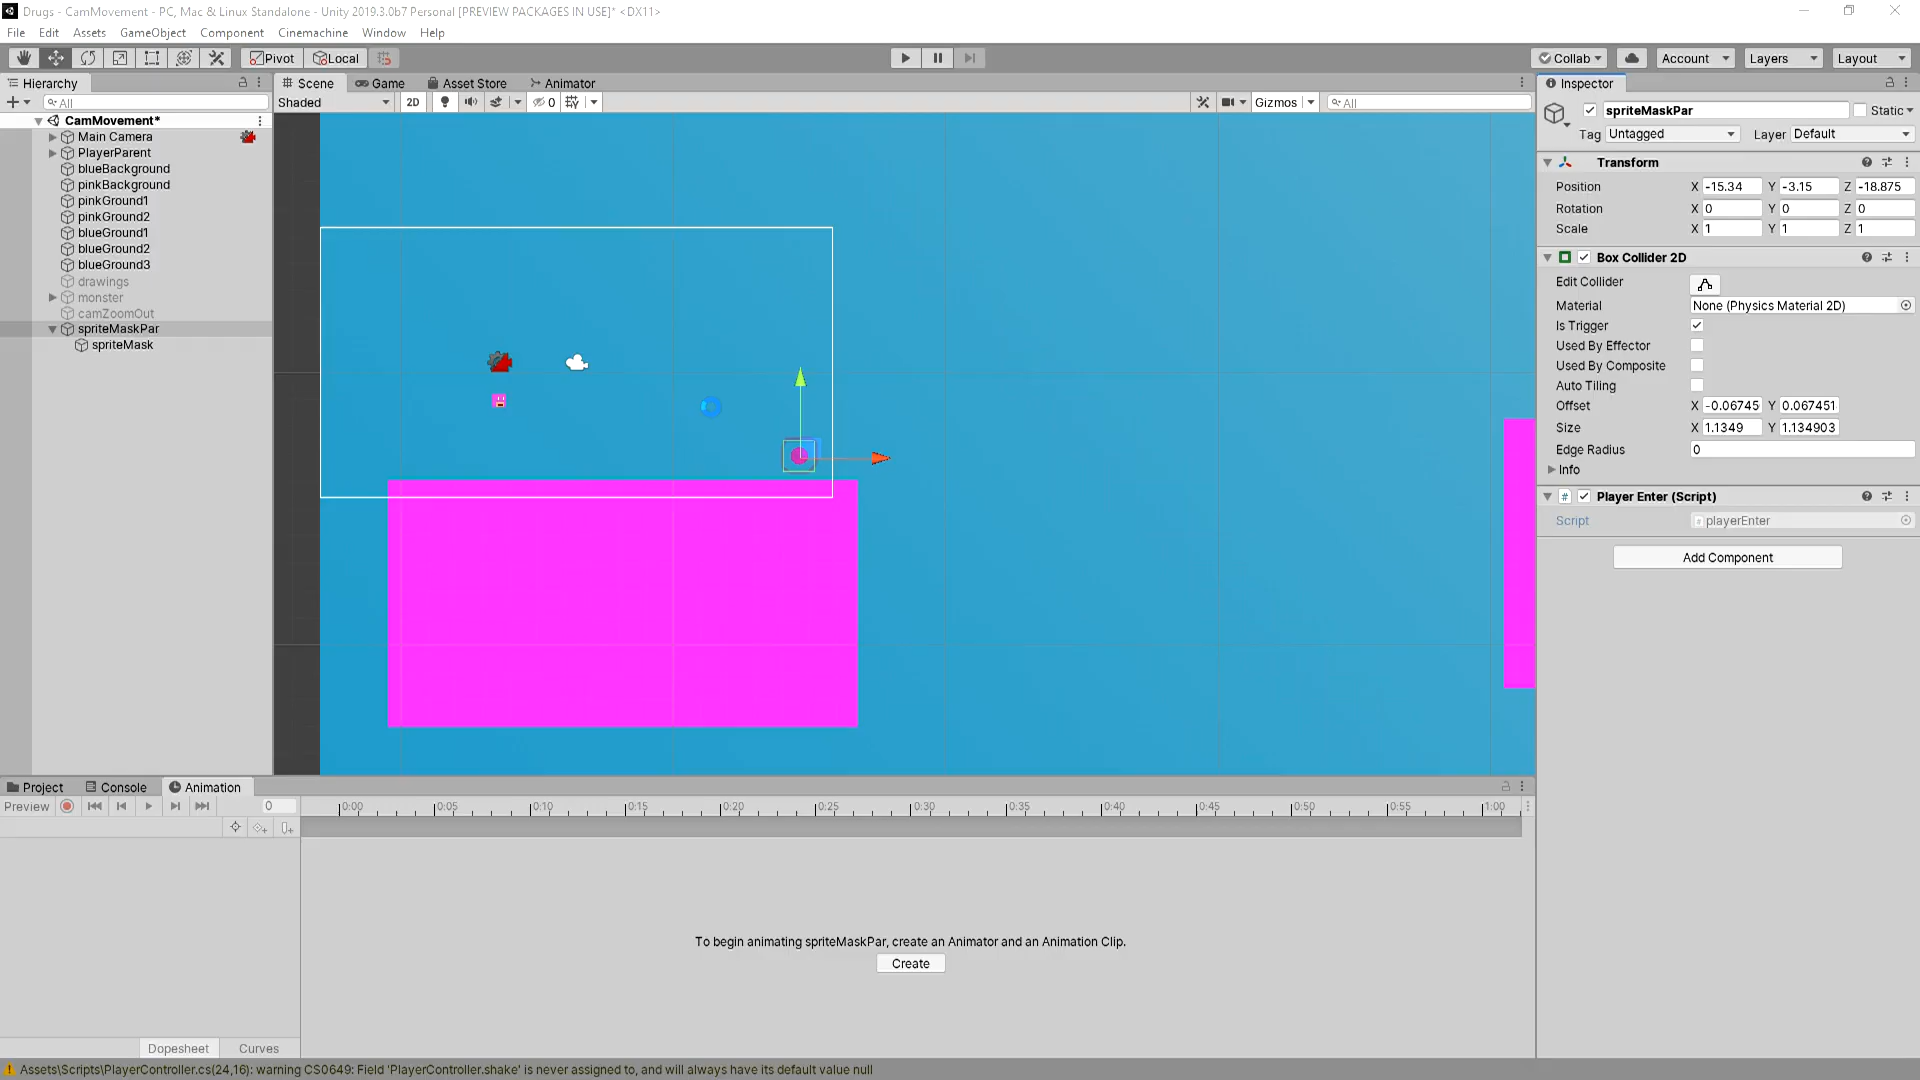 Drugs - CamMovement - PC, Mac & Linux Standalone - Unity 2019.3.0b7 Personal [PREVIEW PACKAGES IN USE]* <DX11>
File Edit Assets GameObject Component Cinemachine Window Help
Pivot Local Collab Account Layers Layout
Hierarchy Scene Game Asset Store Animator Inspector
All Shaded 2D 0 Gizmos All
spriteMaskPar Static
Tag Untagged Layer Default
CamMovement*
Main Camera
PlayerParent
blueBackground
pinkBackground
pinkGround1
pinkGround2
blueGround1
blueGround2
blueGround3
drawings
monster
camZoomOut
spriteMaskPar
spriteMask
Transform
Position X -15.34 Y -3.15 Z -18.875
Rotation X 0 Y 0 Z 0
Scale X 1 Y 1 Z 1
Box Collider 2D
Edit Collider
Material None (Physics Material 2D)
Is Trigger
Used By Effector
Used By Composite
Auto Tiling
Offset X -0.06745 Y 0.067451
Size X 1.1349 Y 1.134903
Edge Radius 0
Info
Player Enter (Script)
Script playerEnter
Add Component
Project Console Animation
Preview 0 0:00 0:05 0:10 0:15 0:20 0:25 0:30 0:35 0:40 0:45 0:50 0:55 1:00
To begin animating spriteMaskPar, create an Animator and an Animation Clip.
Create
Dopesheet Curves
Assets\Scripts\PlayerController.cs(24,16): warning CS0649: Field 'PlayerController.shake' is never assigned to, and will always have its default value null